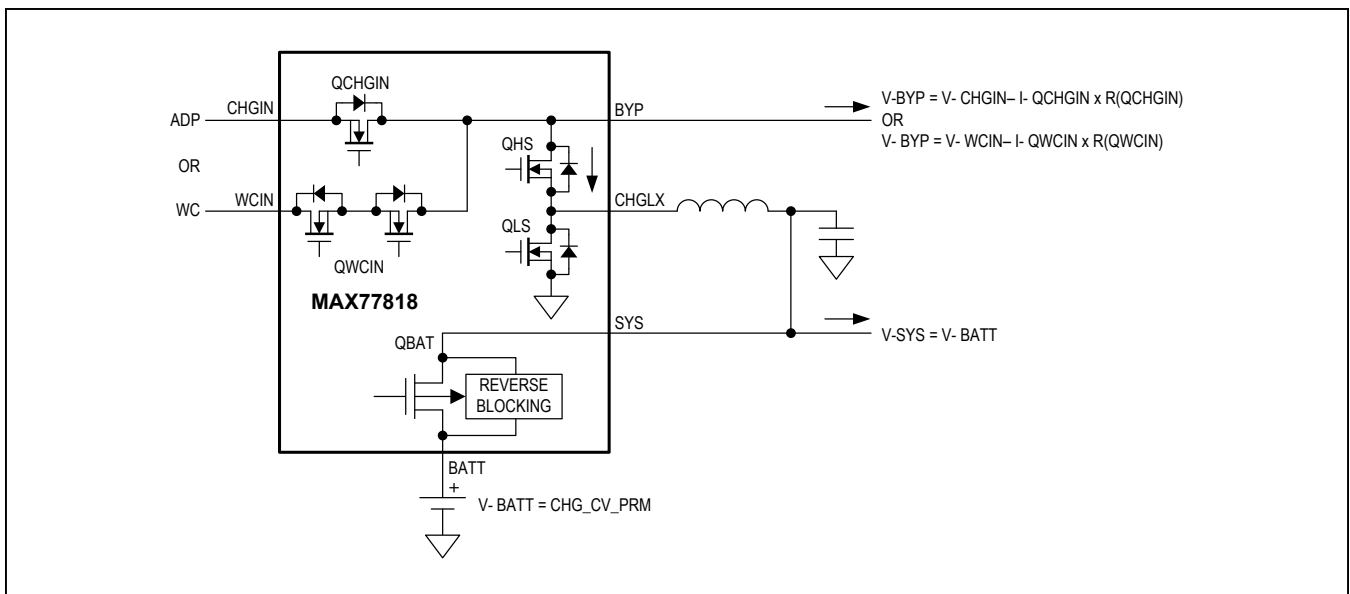 QCHGIN
CHGIN
ADP
BYP
V-BYP = V- CHGIN– I- QCHGIN x R(QCHGIN)
OR
V- BYP = V- WCIN– I- QWCIN x R(QWCIN)
QHS
OR
WCIN
WC
CHGLX
QLS
QWCIN
MAX77818
SYS
V-SYS = V- BATT
QBAT
REVERSE
BLOCKING
BATT
+
V- BATT = CHG_CV_PRM